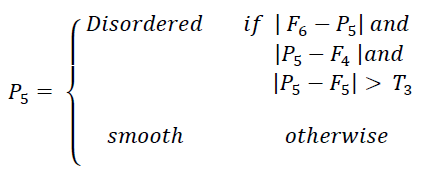 Disordered if | F₆ − P₅| and
|P₅ − F₄ |and
P₅ = { |P₅ − F₅| > T₃
smooth otherwise